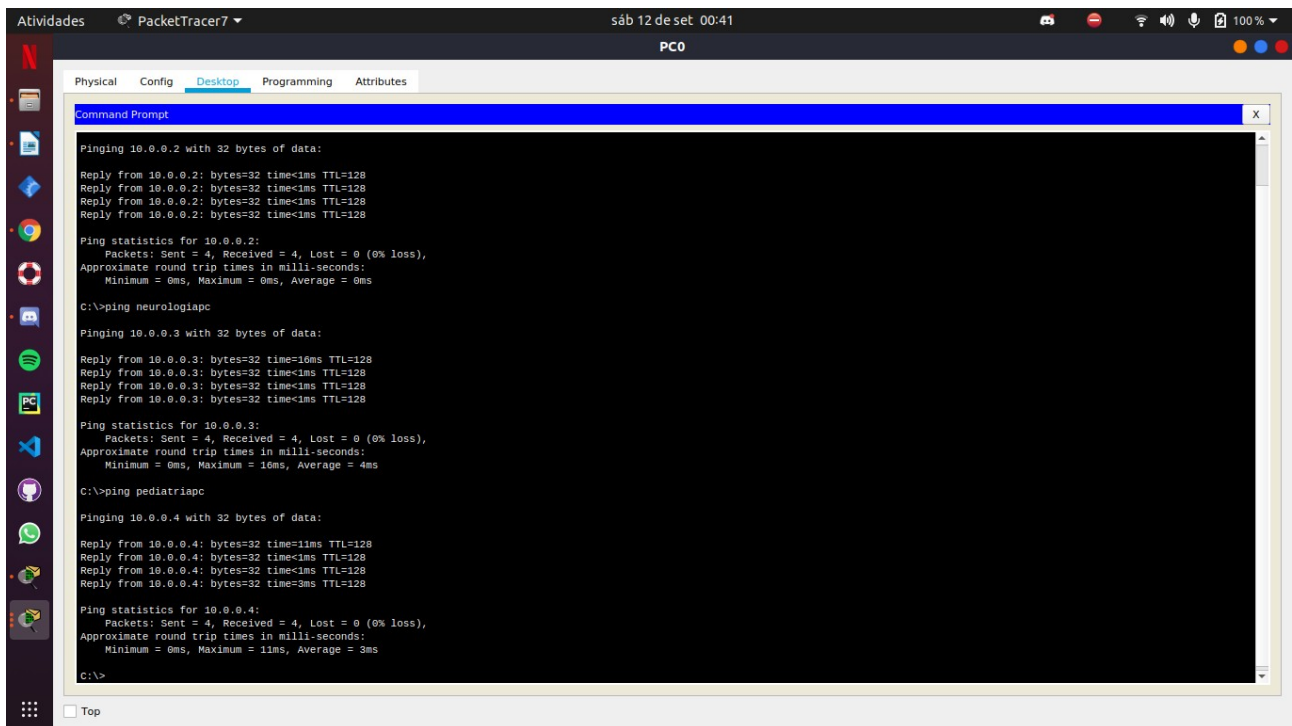 Atividades PacketTracer7 sáb 12 de set 00:41 100 %
PC0
Physical Config Desktop Programming Attributes
Command Prompt X
Pinging 10.0.0.2 with 32 bytes of data:
Reply from 10.0.0.2: bytes=32 time<1ms TTL=128
Reply from 10.0.0.2: bytes=32 time<1ms TTL=128
Reply from 10.0.0.2: bytes=32 time<1ms TTL=128
Reply from 10.0.0.2: bytes=32 time<1ms TTL=128
Ping statistics for 10.0.0.2:
Packets: Sent = 4, Received = 4, Lost = 0 (0% loss),
Approximate round trip times in milli-seconds:
Minimum = 0ms, Maximum = 0ms, Average = 0ms
C:\>ping neurologiapc
Pinging 10.0.0.3 with 32 bytes of data:
Reply from 10.0.0.3: bytes=32 time=16ms TTL=128
Reply from 10.0.0.3: bytes=32 time<1ms TTL=128
Reply from 10.0.0.3: bytes=32 time<1ms TTL=128
Reply from 10.0.0.3: bytes=32 time<1ms TTL=128
Ping statistics for 10.0.0.3:
Packets: Sent = 4, Received = 4, Lost = 0 (0% loss),
Approximate round trip times in milli-seconds:
Minimum = 0ms, Maximum = 16ms, Average = 4ms
C:\>ping pediatriapc
Pinging 10.0.0.4 with 32 bytes of data:
Reply from 10.0.0.4: bytes=32 time=11ms TTL=128
Reply from 10.0.0.4: bytes=32 time<1ms TTL=128
Reply from 10.0.0.4: bytes=32 time<1ms TTL=128
Reply from 10.0.0.4: bytes=32 time=3ms TTL=128
Ping statistics for 10.0.0.4:
Packets: Sent = 4, Received = 4, Lost = 0 (0% loss),
Approximate round trip times in milli-seconds:
Minimum = 0ms, Maximum = 11ms, Average = 3ms
C:\>
Top